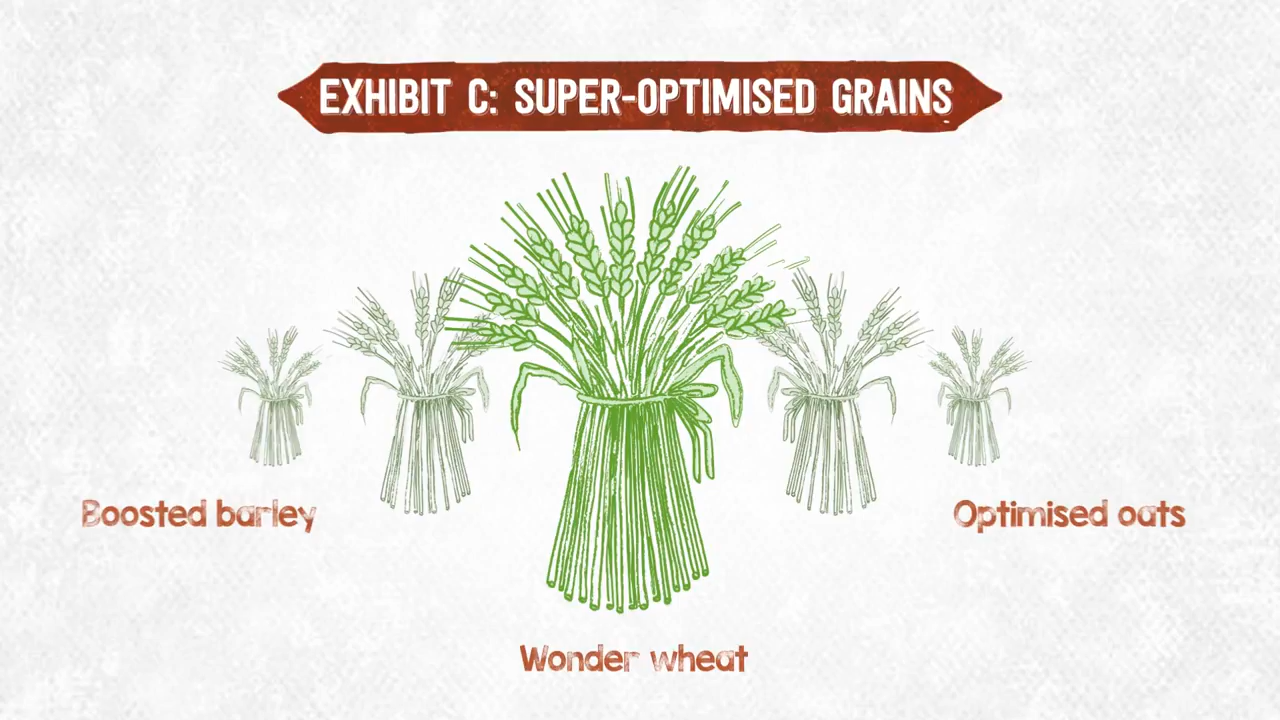 EXHIBIT C: SUPER-OPTIMISED GRAINS
Boosted barley
Optimised oats
Wonder wheat